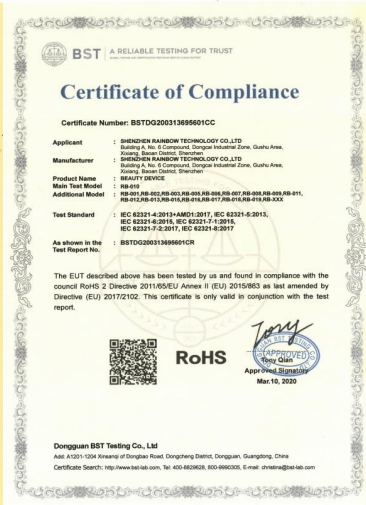 BST A RELIABLE TESTING FOR TRUST
Certificate of Compliance
Certificate Number: BSTDG200313695601CC
Applicant : SHENZHEN RAINBOW TECHNOLOGY CO.,LTD
Building A, No. 6 Compound, Dongcai Industrial Zone, Gushu Area,
Xixiang, Baoan District, Shenzhen
Manufacturer : SHENZHEN RAINBOW TECHNOLOGY CO.,LTD
Building A, No. 6 Compound, Dongcai Industrial Zone, Gushu Area,
Xixiang, Baoan District, Shenzhen
Product Name : BEAUTY DEVICE
Main Test Model : RB-010
Additional Model : RB-001,RB-002,RB-003,RB-005,RB-006,RB-007,RB-008,RB-009,RB-011,
RB-012,RB-013,RB-015,RB-016,RB-017,RB-018,RB-019,RB-XXX
Test Standard : IEC 62321-4:2013+AMD1:2017, IEC 62321-5:2013,
IEC 62321-6:2015, IEC 62321-7-1:2015,
IEC 62321-7-2:2017, IEC 62321-8:2017
As shown in the : BSTDG200313695601CR
Test Report No.
The EUT described above has been tested by us and found in compliance with the
council RoHS 2 Directive 2011/65/EU Annex II (EU) 2015/863 as last amended by
Directive (EU) 2017/2102. This certificate is only valid in conjunction with the test
report.
RoHS
Tony
APPROVED
Tony Qian
Approved Signatory
Mar.10, 2020
Dongguan BST Testing Co., Ltd
Add: A1201-1204 Xinsanqi of Dongbao Road, Dongcheng District, Dongguan, Guangdong, China
Certificate Search: http://www.bst-lab.com, Tel: 400-8829628, 800-9990305, E-mail: christina@bst-lab.com